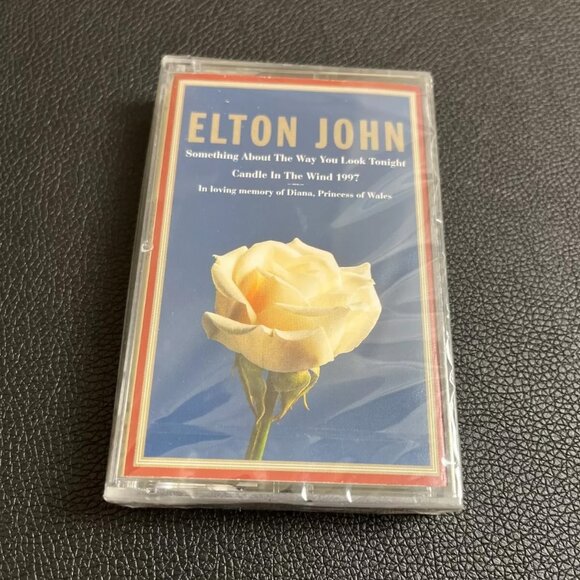 ELTON JOHN
Something About The Way You Look Tonight
Candle In The Wind 1997
In loving memory of Diana, Princess of Wales